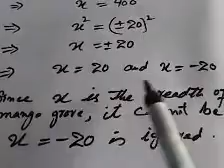 x = 400
⇒ x² = (±20)²
⇒ x = ±20
⇒ x = 20 and x = -20
x is the breadth of
mango grove, it cannot be
x = -20 is ignored.